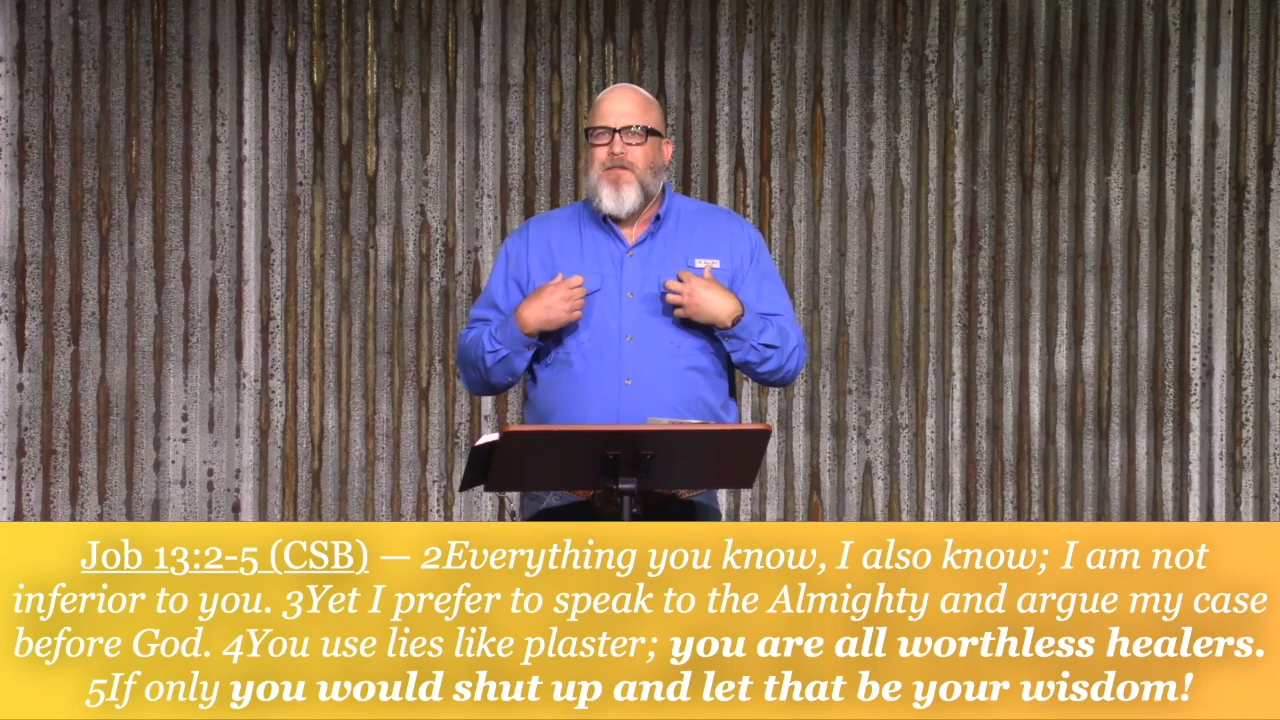 Job 13:2-5 (CSB) — 2Everything you know, I also know; I am not
inferior to you. 3Yet I prefer to speak to the Almighty and argue my case
before God. 4You use lies like plaster; you are all worthless healers.
5If only you would shut up and let that be your wisdom!